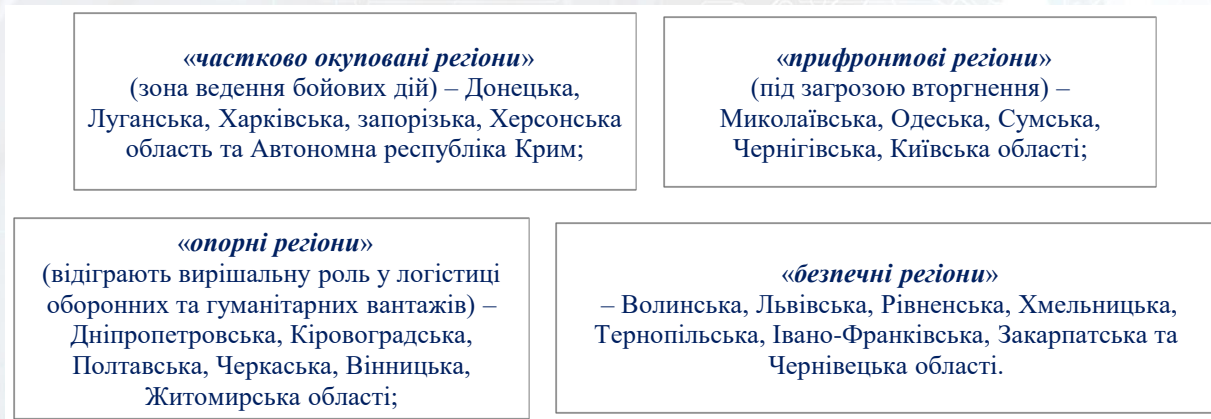 «частково окуповані регіони»
(зона ведення бойових дій) – Донецька,
Луганська, Харківська, запорізька, Херсонська
область та Автономна республіка Крим;
«прифронтові регіони»
(під загрозою вторгнення) –
Миколаївська, Одеська, Сумська,
Чернігівська, Київська області;
«опорні регіони»
(відіграють вирішальну роль у логістиці
оборонних та гуманітарних вантажів) –
Дніпропетровська, Кіровоградська,
Полтавська, Черкаська, Вінницька,
Житомирська області;
«безпечні регіони»
– Волинська, Львівська, Рівненська, Хмельницька,
Тернопільська, Івано-Франківська, Закарпатська та
Чернівецька області.